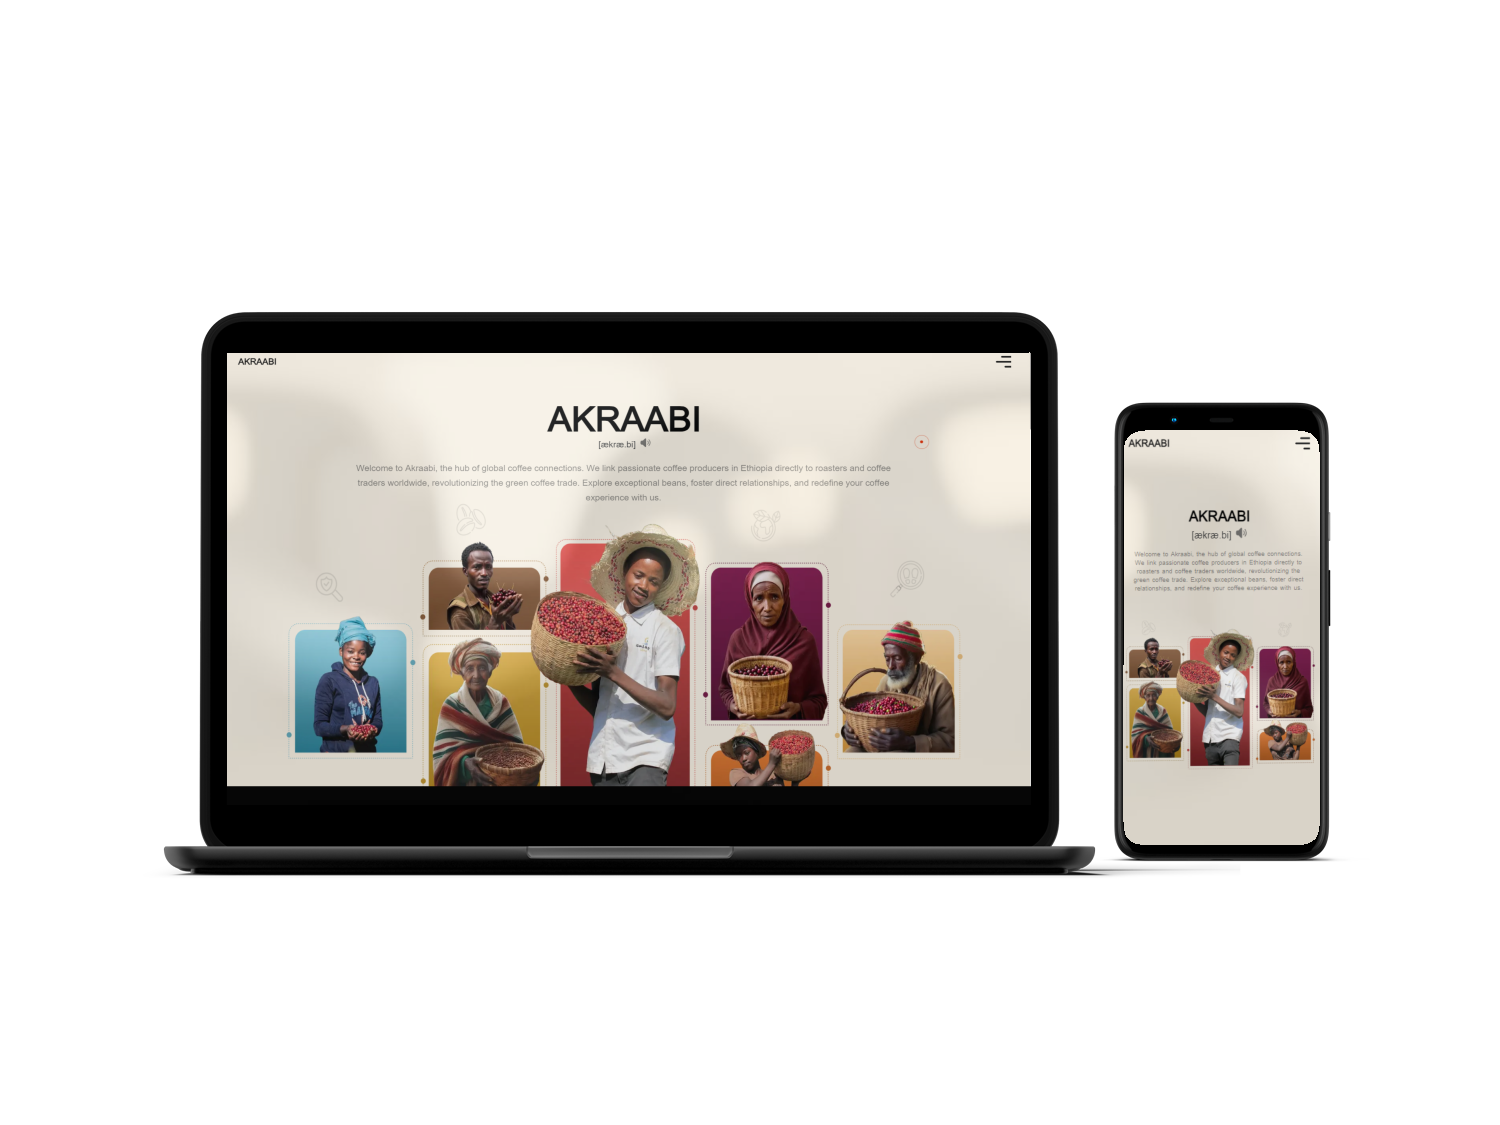 AKRAABI
AKRAABI
[ækræ.bi]
Welcome to Akraabi, the hub of global coffee connections. We link passionate coffee producers in Ethiopia directly to roasters and coffee
traders worldwide, revolutionizing the green coffee trade. Explore exceptional beans, foster direct relationships, and redefine your coffee
experience with us.
AKRAABI
AKRAABI
[ækræ.bi]
Welcome to Akraabi, the hub of global coffee connections.
We link passionate coffee producers in Ethiopia directly to
roasters and coffee traders worldwide, revolutionizing the
green coffee trade. Explore exceptional beans, foster direct
relationships, and redefine your coffee experience with us.